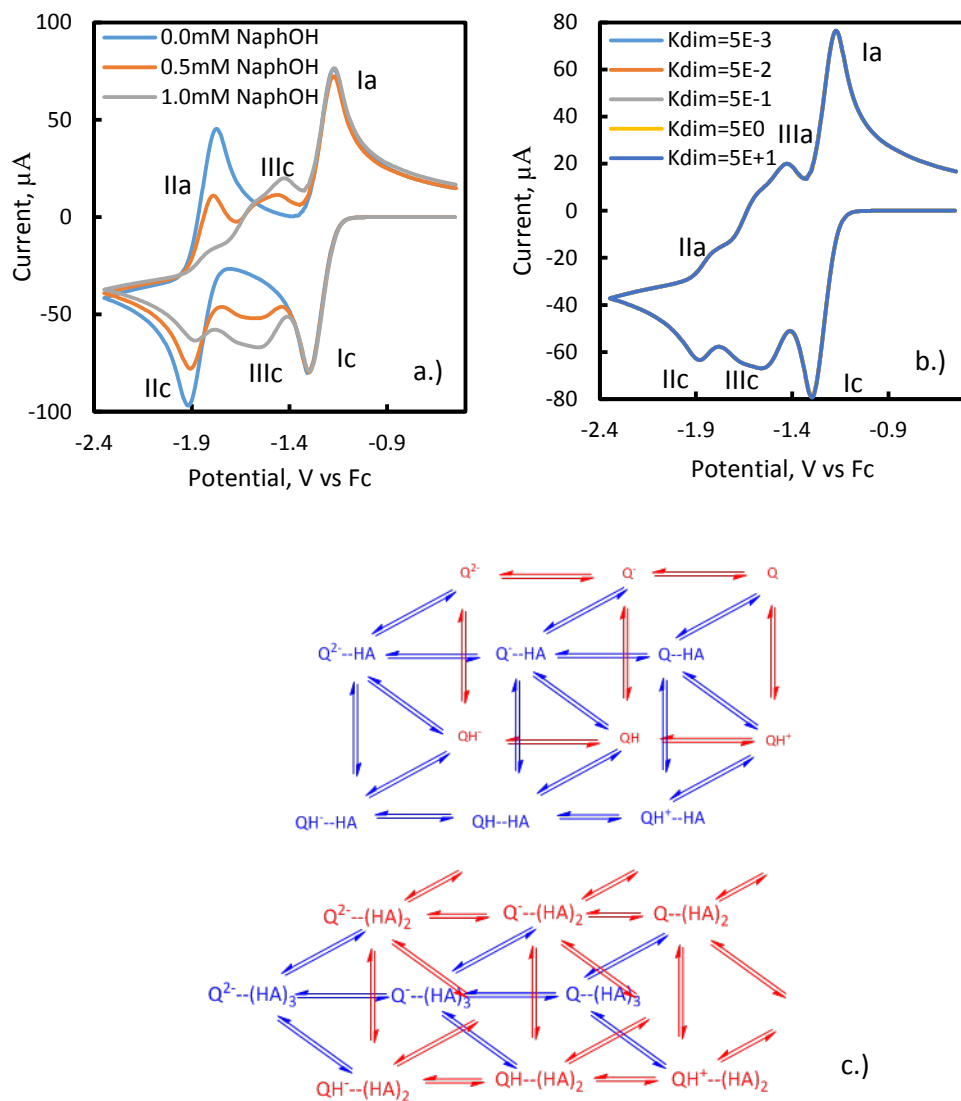 100
50
0
-50
-100
Current, µA
0.0mM NaphOH
0.5mM NaphOH
1.0mM NaphOH
Ia
IIa
IIIc
IIc
IIIc
Ic
a.)
-2.4 -1.9 -1.4 -0.9
Potential, V vs Fc
80
60
40
20
0
-20
-40
-60
-80
Current, µA
Kdim=5E-3
Kdim=5E-2
Kdim=5E-1
Kdim=5E0
Kdim=5E+1
Ia
IIIa
IIa
IIc
IIIc
Ic
b.)
-2.4 -1.9 -1.4 -0.9
Potential, V vs Fc
Q²⁻ Q⁻ Q
Q²⁻--HA Q⁻--HA Q--HA
QH⁻ QH QH⁺
QH⁻--HA QH--HA QH⁺--HA
Q²⁻--(HA)₂ Q⁻--(HA)₂ Q--(HA)₂
Q²⁻--(HA)₃ Q⁻--(HA)₃ Q--(HA)₃
QH⁻--(HA)₂ QH--(HA)₂ QH⁺--(HA)₂
c.)